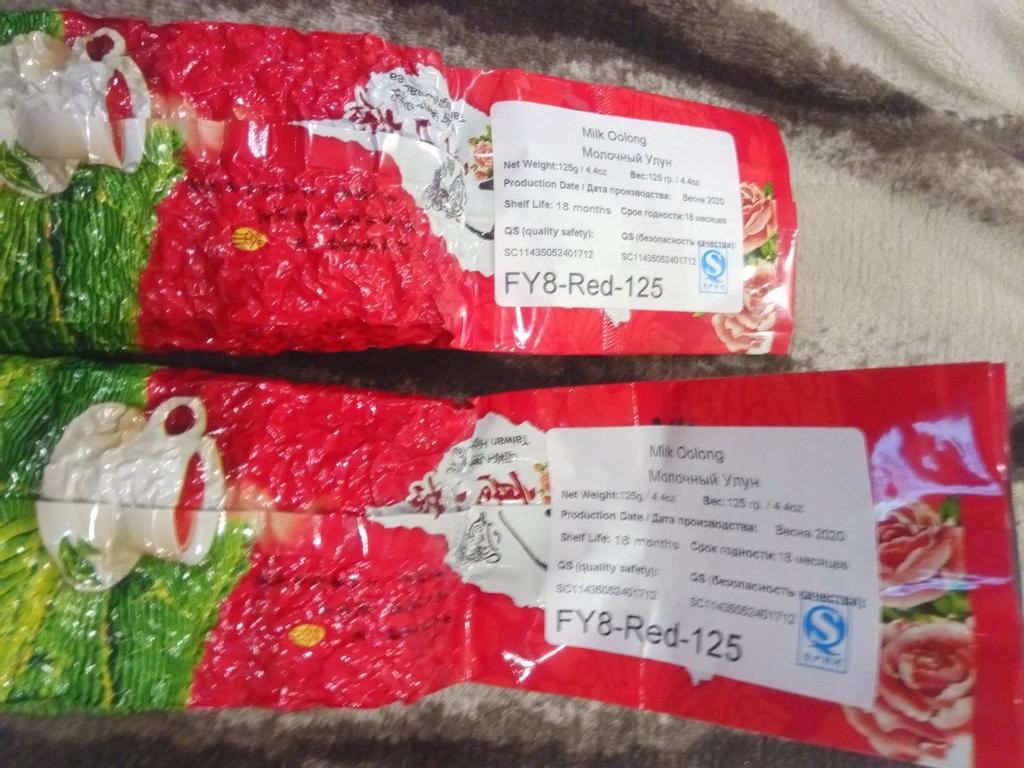 Milk Oolong
Молочный Улун
Net Weight:125g / 4.4oz Вес:125 гр. / 4.4oz
Production Date / Дата производства: Весна 2020
Shelf Life: 18 months Срок годности:18 месяцев
QS (quality safety): QS (безопасность качества):
SC11435052401712 SC11435052401712
FY8-Red-125
Milk Oolong
Молочный Улун
Net Weight:125g / 4.4oz Вес:125 гр. / 4.4oz
Production Date / Дата производства: Весна 2020
Shelf Life: 18 months Срок годности:18 месяцев
QS (quality safety): QS (безопасность качества):
SC11435052401712 SC11435052401712
FY8-Red-125
Taiwan